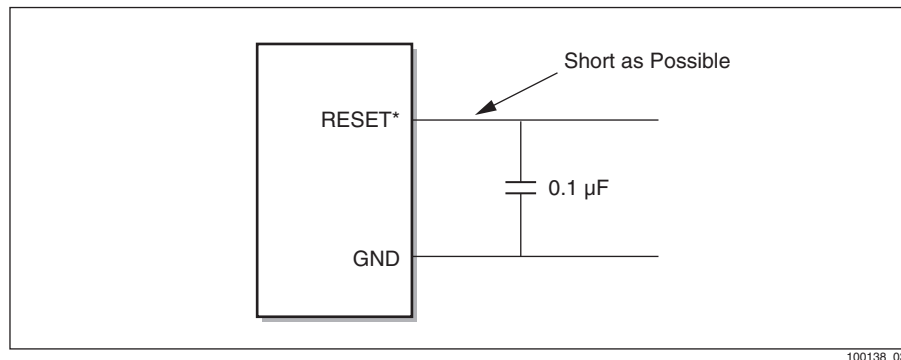 Short as Possible
RESET*
0.1 µF
GND